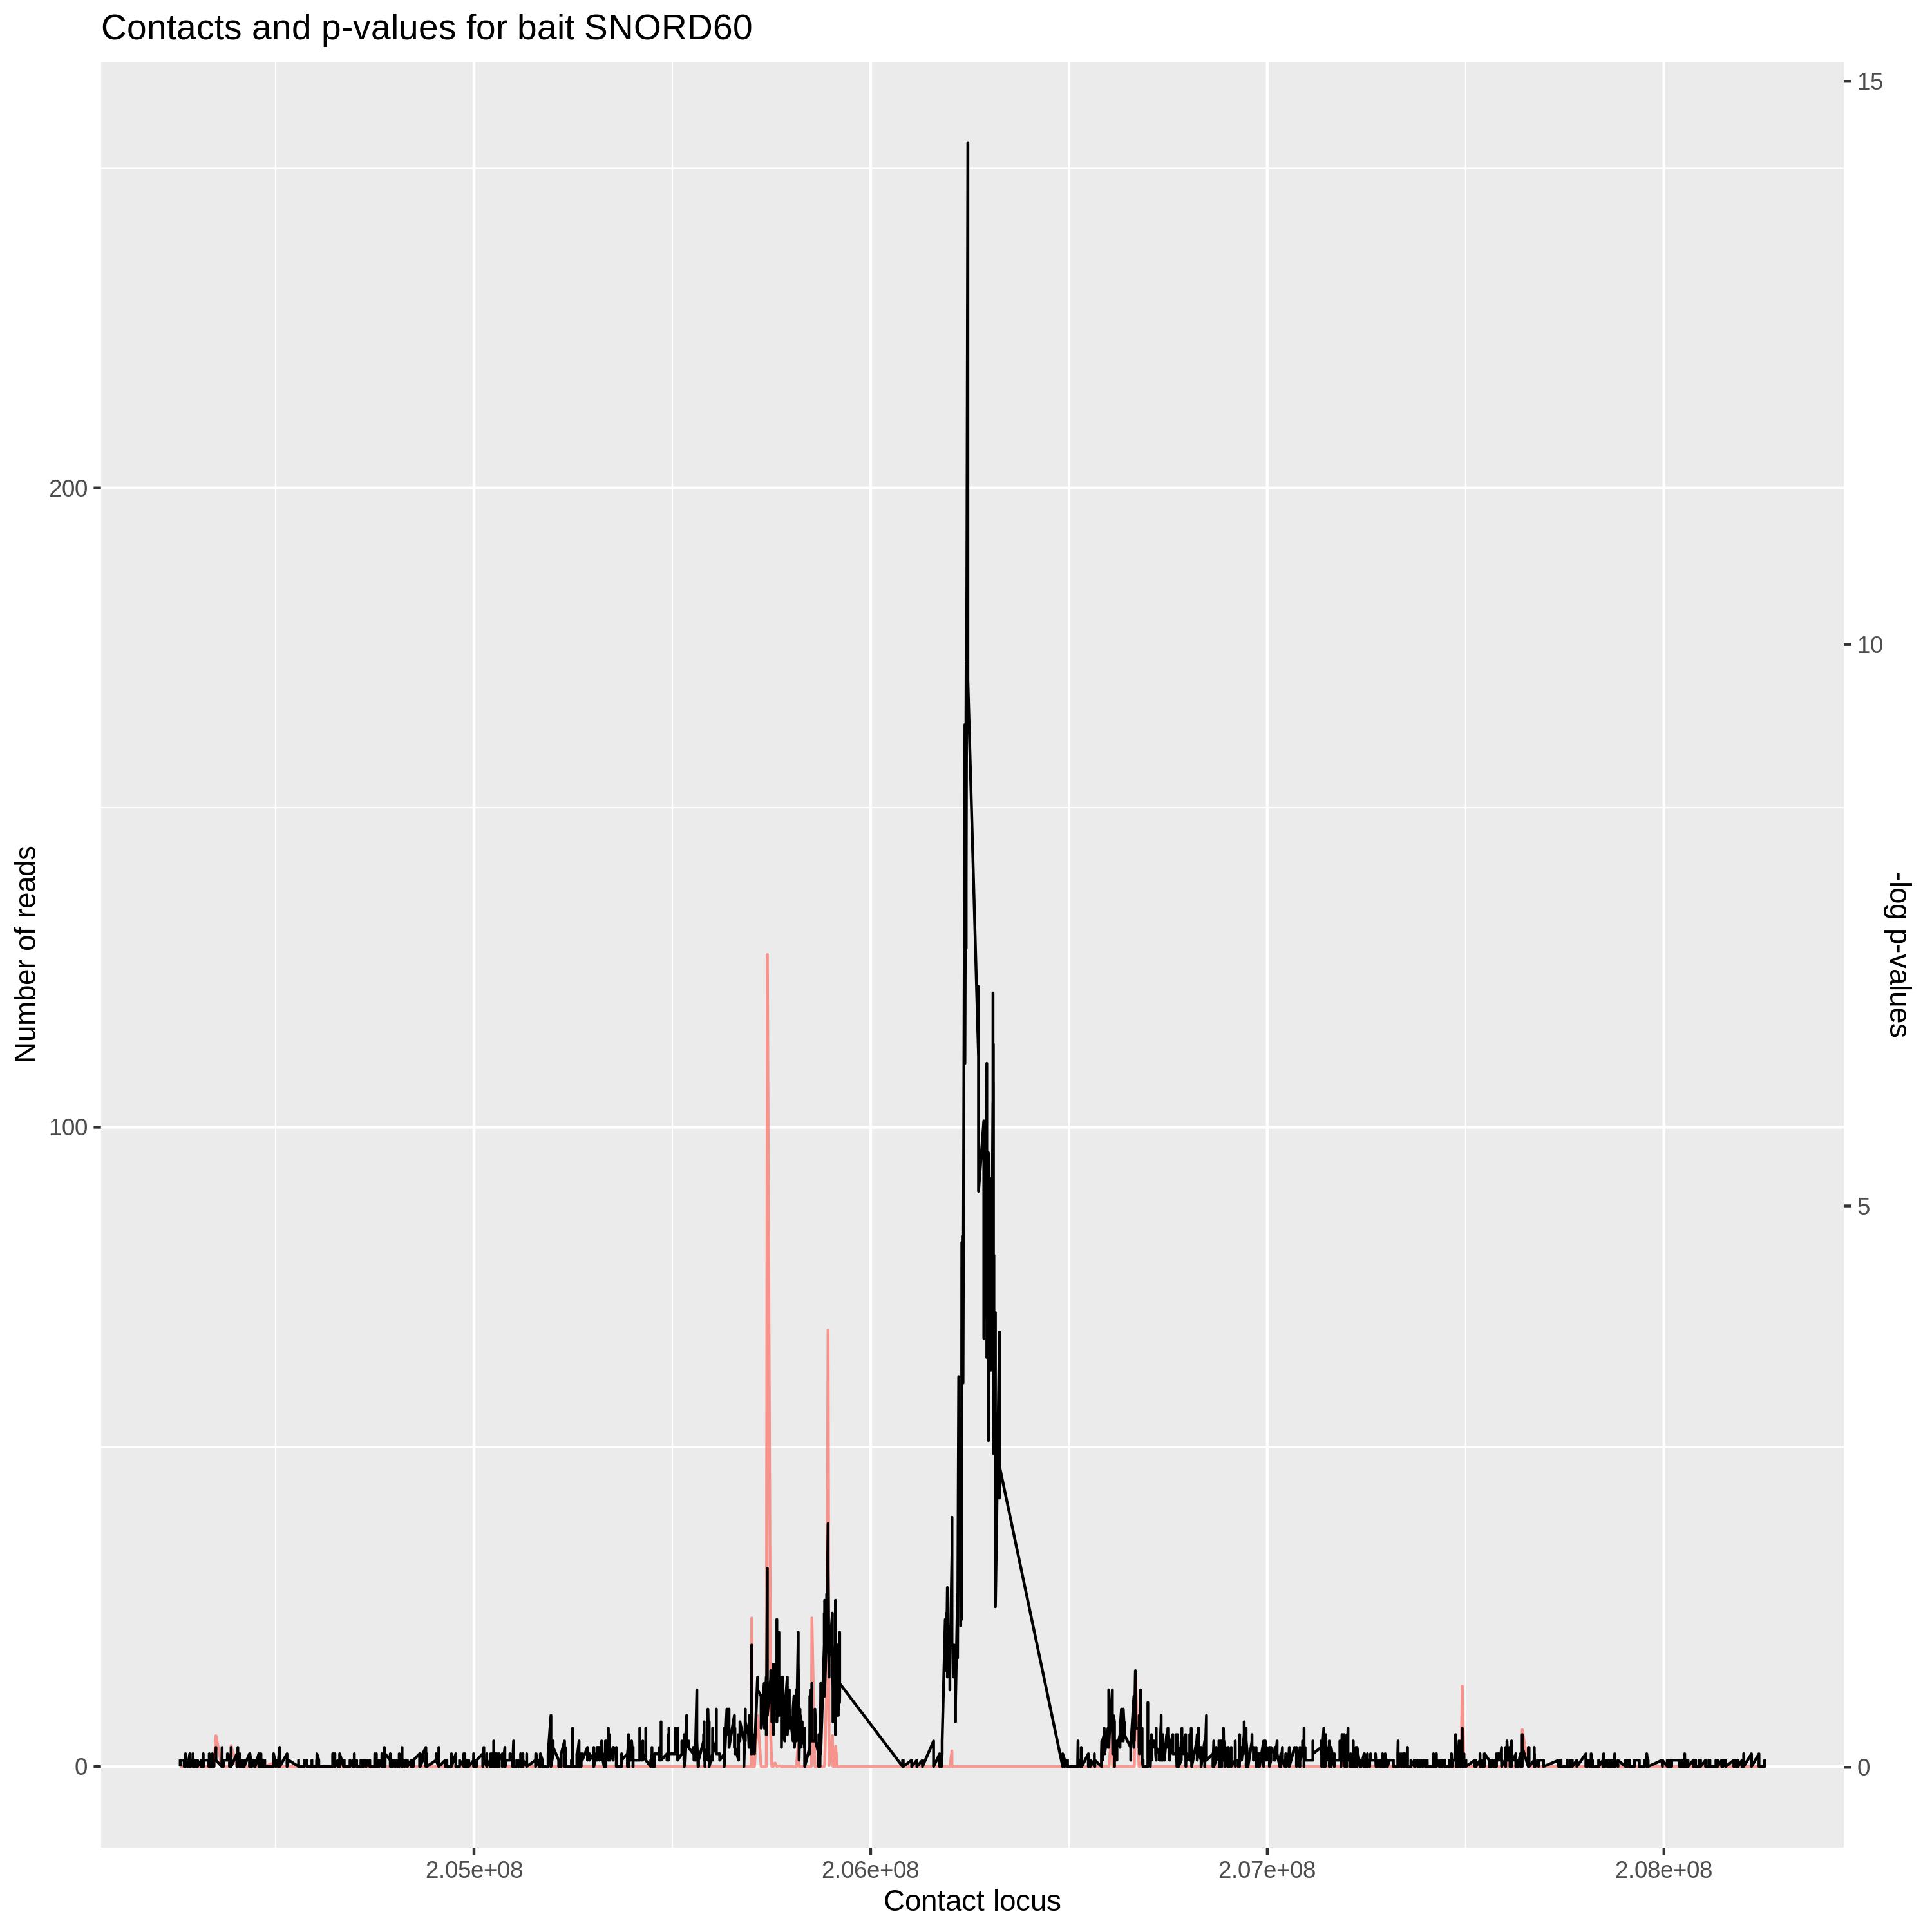 Contacts and p-values for bait SNORD60
15
200
10
Number of reads
-log p-values
100
5
0
0
2.05e+08
2.06e+08
2.07e+08
2.08e+08
Contact locus